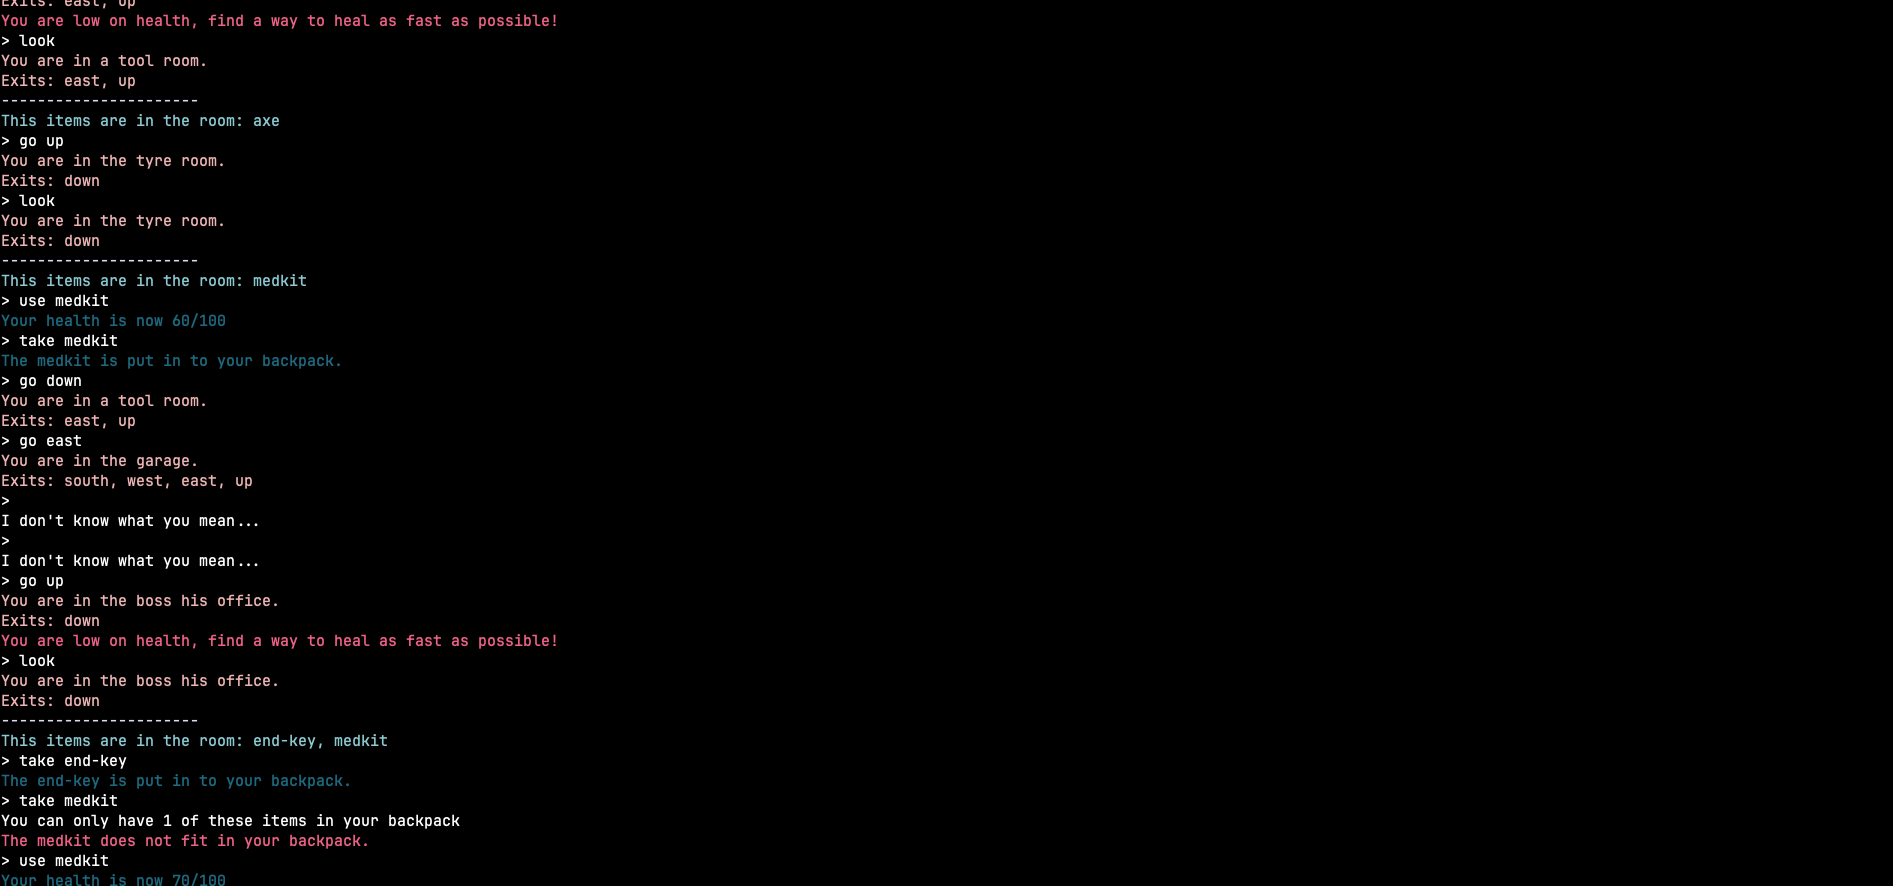 Exits: east, up
You are low on health, find a way to heal as fast as possible!
> look
You are in a tool room.
Exits: east, up
----------------------
This items are in the room: axe
> go up
You are in the tyre room.
Exits: down
> look
You are in the tyre room.
Exits: down
----------------------
This items are in the room: medkit
> use medkit
Your health is now 60/100
> take medkit
The medkit is put in to your backpack.
> go down
You are in a tool room.
Exits: east, up
> go east
You are in the garage.
Exits: south, west, east, up
>
I don't know what you mean...
>
I don't know what you mean...
> go up
You are in the boss his office.
Exits: down
You are low on health, find a way to heal as fast as possible!
> look
You are in the boss his office.
Exits: down
----------------------
This items are in the room: end-key, medkit
> take end-key
The end-key is put in to your backpack.
> take medkit
You can only have 1 of these items in your backpack
The medkit does not fit in your backpack.
> use medkit
Your health is now 70/100